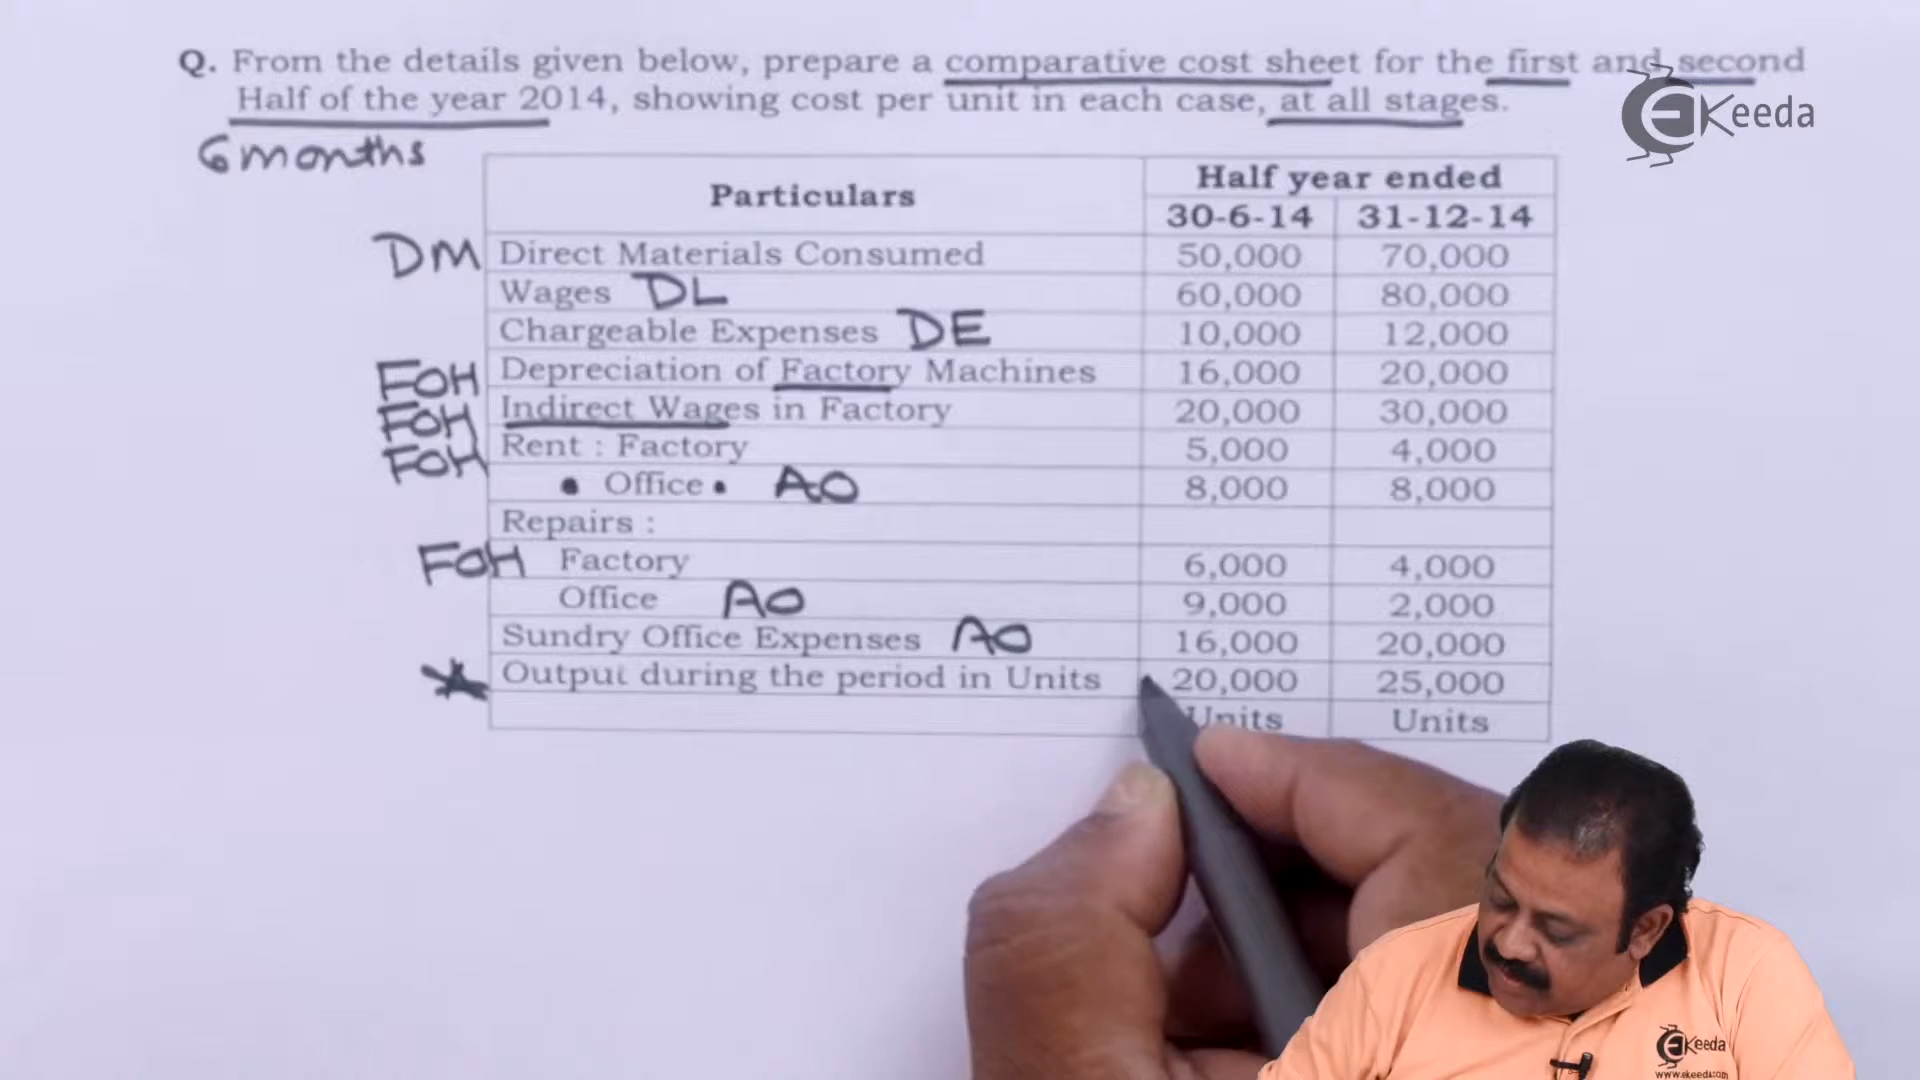 Q. From the details given below, prepare a comparative cost sheet for the first and second
Half of the year 2014, showing cost per unit in each case, at all stages.
EKeeda
6 months
Particulars
Half year ended
30-6-14 31-12-14
DM Direct Materials Consumed 50,000 70,000
Wages DL 60,000 80,000
Chargeable Expenses DE 10,000 12,000
FOH Depreciation of Factory Machines 16,000 20,000
FOH Indirect Wages in Factory 20,000 30,000
FOH Rent : Factory 5,000 4,000
Office AO 8,000 8,000
Repairs :
FOH Factory 6,000 4,000
Office AO 9,000 2,000
Sundry Office Expenses AO 16,000 20,000
Output during the period in Units 20,000 25,000
Units Units
EKeeda
www.ekeeda.com